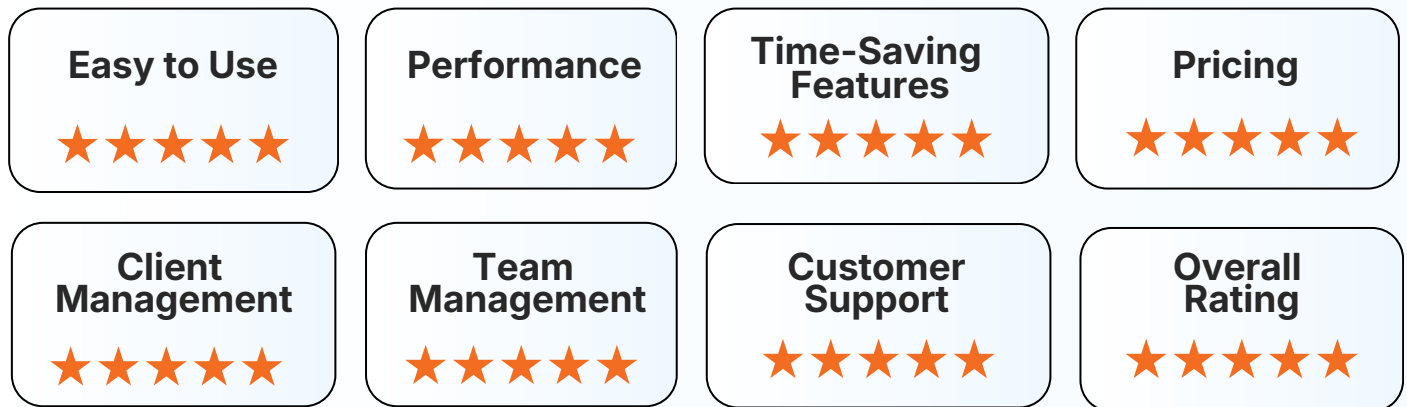 Easy to Use
★★★★★
Performance
★★★★★
Time-Saving
Features
★★★★★
Pricing
★★★★★
Client
Management
★★★★★
Team
Management
★★★★★
Customer
Support
★★★★★
Overall
Rating
★★★★★